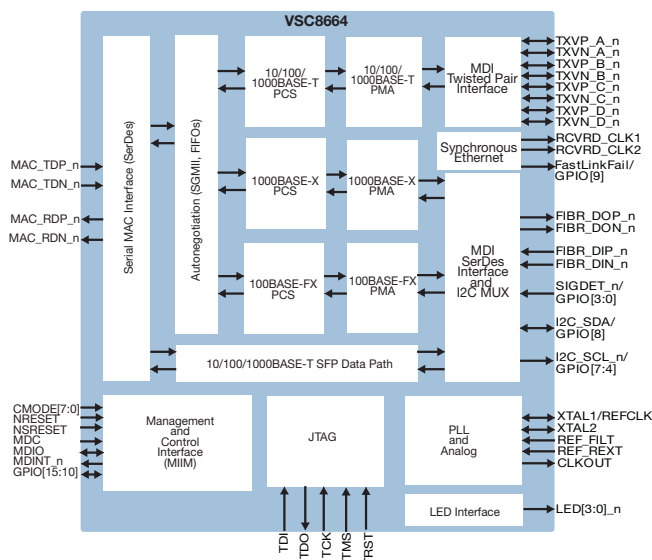 VSC8664
Serial MAC Interface (SerDes)
Autonegotiation (SGMII, FIFOs)
10/100/
1000BASE-T
PCS
10/100/
1000BASE-T
PMA
MDI
Twisted Pair
Interface
1000BASE-X
PCS
1000BASE-X
PMA
Synchronous
Ethernet
100BASE-FX
PCS
100BASE-FX
PMA
MDI
SerDes
Interface
and
I2C MUX
10/100/1000BASE-T SFP Data Path
Management
and
Control
Interface
(MIIM)
JTAG
PLL
and
Analog
LED Interface
MAC_TDP_n
MAC_TDN_n
MAC_RDP_n
MAC_RDN_n
CMODE[7:0]
NRESET
NSRESET
MDC
MDIO
MDINT_n
GPIO[15:10]
TXVP_A_n
TXVN_A_n
TXVP_B_n
TXVN_B_n
TXVP_C_n
TXVN_C_n
TXVP_D_n
TXVN_D_n
RCVRD_CLK1
RCVRD_CLK2
FastLinkFail/
GPIO[9]
FIBR_DOP_n
FIBR_DON_n
FIBR_DIP_n
FIBR_DIN_n
SIGDET_n/
GPIO[3:0]
I2C_SDA/
GPIO[8]
I2C_SCL_n/
GPIO[7:4]
XTAL1/REFCLK
XTAL2
REF_FILT
REF_REXT
CLKOUT
LED[3:0]_n
TDI
TDO
TCK
TMS
TRST